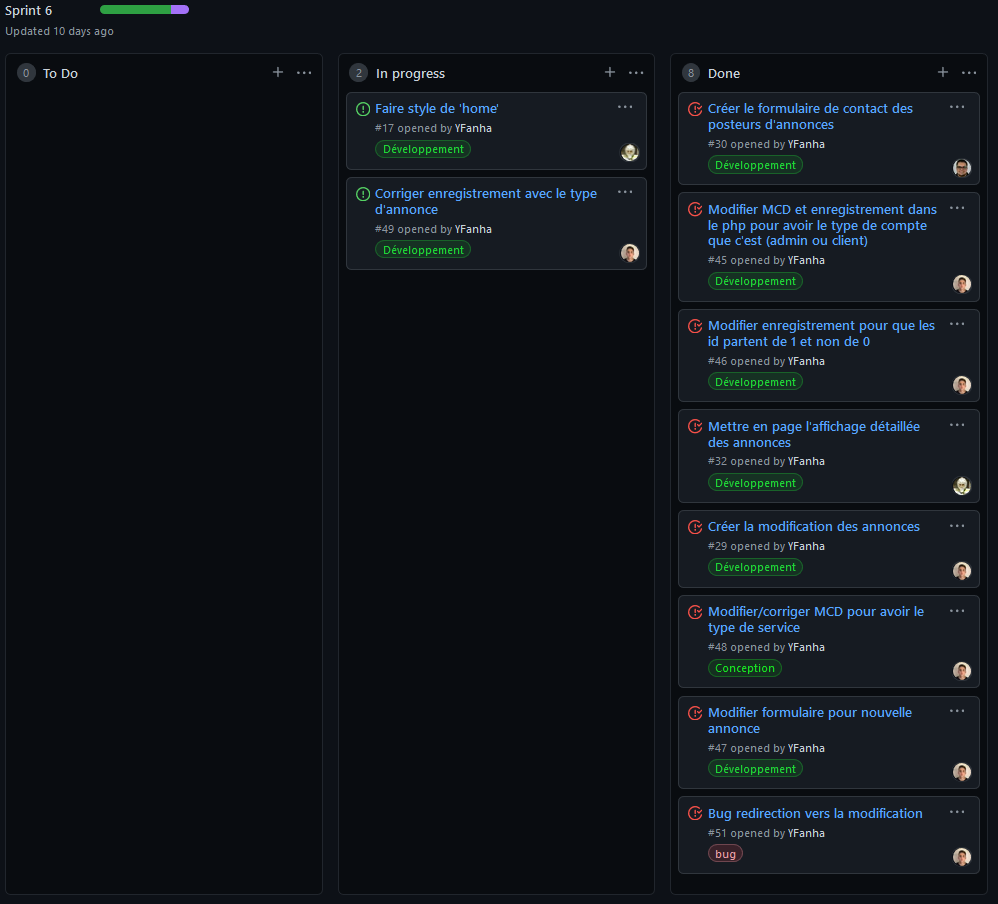 Sprint 6
Updated 10 days ago
0 To Do
2 In progress
Faire style de 'home'
#17 opened by YFanha
Développement
Corriger enregistrement avec le type
d'annonce
#49 opened by YFanha
Développement
8 Done
Créer le formulaire de contact des
posteurs d'annonces
#30 opened by YFanha
Développement
Modifier MCD et enregistrement dans
le php pour avoir le type de compte
que c'est (admin ou client)
#45 opened by YFanha
Développement
Modifier enregistrement pour que les
id partent de 1 et non de 0
#46 opened by YFanha
Développement
Mettre en page l'affichage détaillée
des annonces
#32 opened by YFanha
Développement
Créer la modification des annonces
#29 opened by YFanha
Développement
Modifier/corriger MCD pour avoir le
type de service
#48 opened by YFanha
Conception
Modifier formulaire pour nouvelle
annonce
#47 opened by YFanha
Développement
Bug redirection vers la modification
#51 opened by YFanha
bug